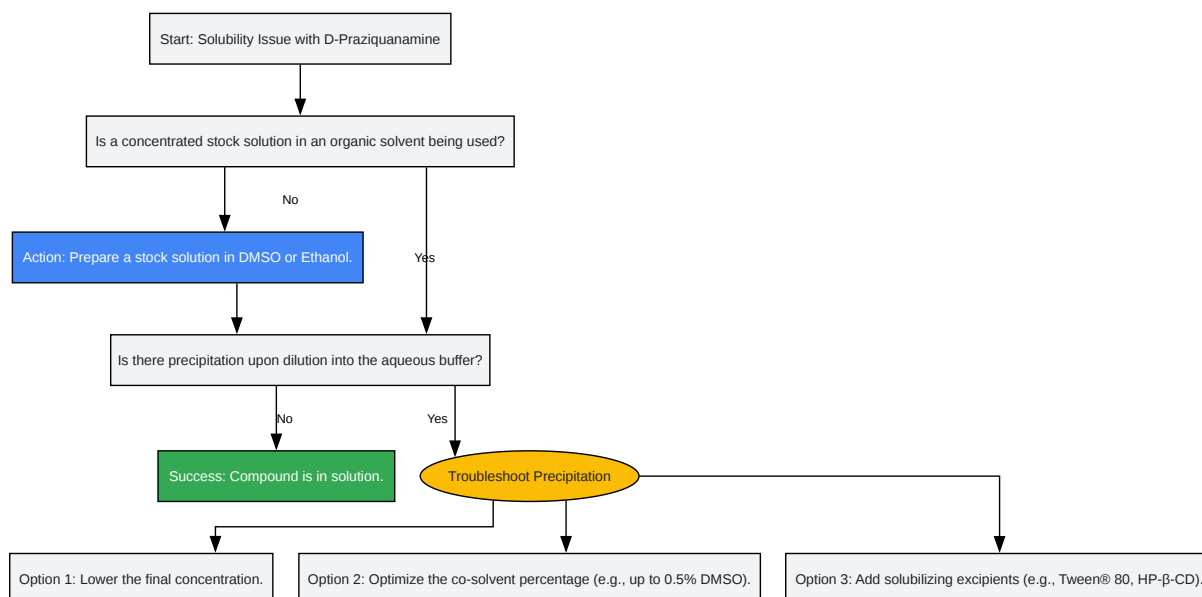 Start: Solubility Issue with D-Praziquanamine
Is a concentrated stock solution in an organic solvent being used?
No
Action: Prepare a stock solution in DMSO or Ethanol.
Yes
Is there precipitation upon dilution into the aqueous buffer?
No
Yes
Success: Compound is in solution.
Troubleshoot Precipitation
Option 1: Lower the final concentration.
Option 2: Optimize the co-solvent percentage (e.g., up to 0.5% DMSO).
Option 3: Add solubilizing excipients (e.g., Tween® 80, HP-β-CD).